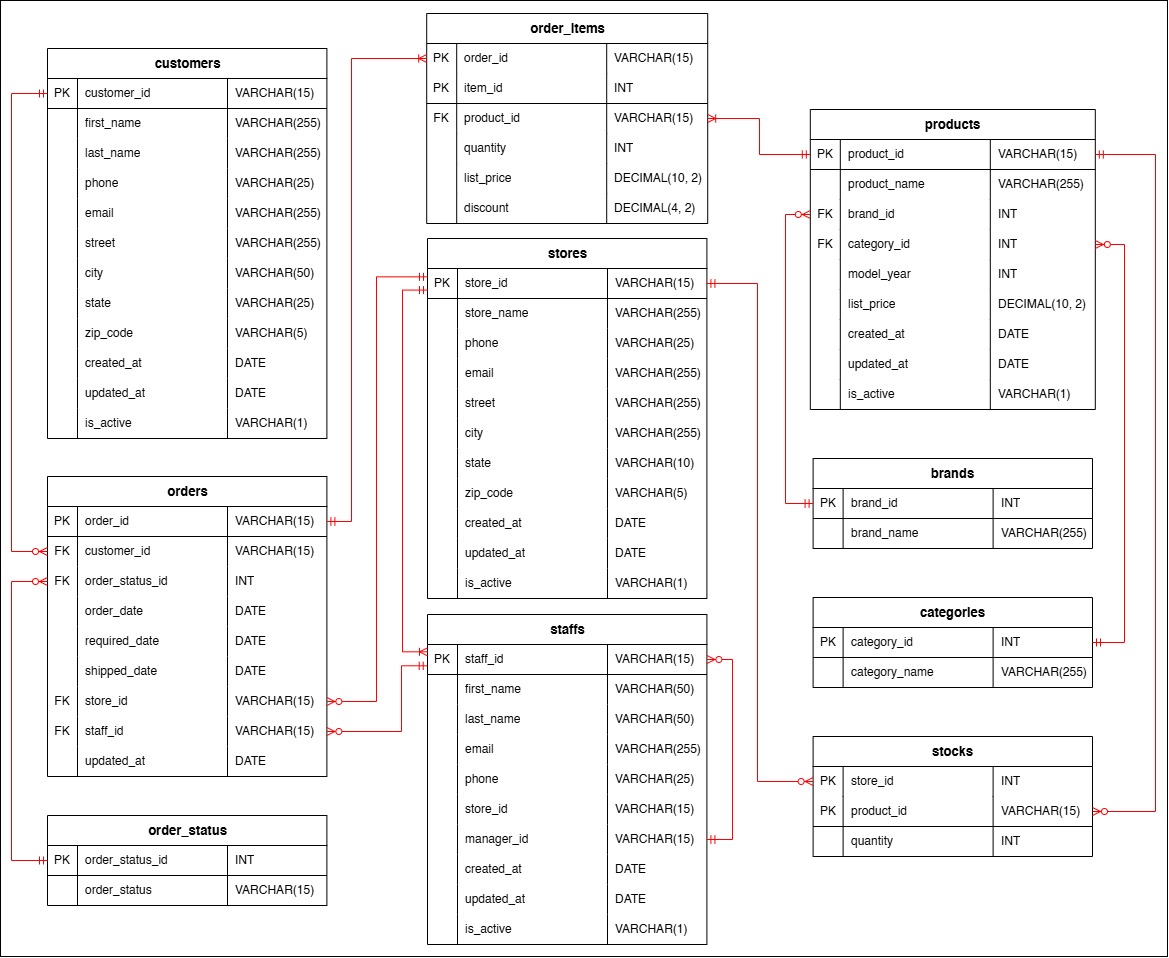 customers
PK customer_id VARCHAR(15)
first_name VARCHAR(255)
last_name VARCHAR(255)
phone VARCHAR(25)
email VARCHAR(255)
street VARCHAR(255)
city VARCHAR(50)
state VARCHAR(25)
zip_code VARCHAR(5)
created_at DATE
updated_at DATE
is_active VARCHAR(1)
orders
PK order_id VARCHAR(15)
FK customer_id VARCHAR(15)
FK order_status_id INT
order_date DATE
required_date DATE
shipped_date DATE
FK store_id VARCHAR(15)
FK staff_id VARCHAR(15)
updated_at DATE
order_status
PK order_status_id INT
order_status VARCHAR(15)
order_items
PK order_id VARCHAR(15)
PK item_id INT
FK product_id VARCHAR(15)
quantity INT
list_price DECIMAL(10, 2)
discount DECIMAL(4, 2)
stores
PK store_id VARCHAR(15)
store_name VARCHAR(255)
phone VARCHAR(25)
email VARCHAR(255)
street VARCHAR(255)
city VARCHAR(255)
state VARCHAR(10)
zip_code VARCHAR(5)
created_at DATE
updated_at DATE
is_active VARCHAR(1)
staffs
PK staff_id VARCHAR(15)
first_name VARCHAR(50)
last_name VARCHAR(50)
email VARCHAR(255)
phone VARCHAR(25)
store_id VARCHAR(15)
manager_id VARCHAR(15)
created_at DATE
updated_at DATE
is_active VARCHAR(1)
products
PK product_id VARCHAR(15)
product_name VARCHAR(255)
FK brand_id INT
FK category_id INT
model_year INT
list_price DECIMAL(10, 2)
created_at DATE
updated_at DATE
is_active VARCHAR(1)
brands
PK brand_id INT
brand_name VARCHAR(255)
categories
PK category_id INT
category_name VARCHAR(255)
stocks
PK store_id INT
PK product_id VARCHAR(15)
quantity INT